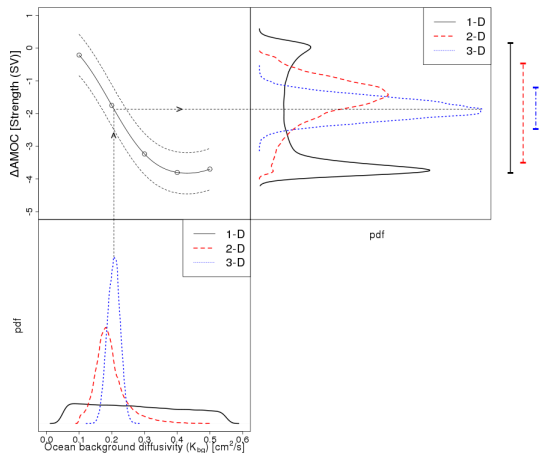 ΔAMOC [Strength (SV)]
1
0
-1
-2
-3
-4
-5
1-D
2-D
3-D
pdf
1-D
2-D
3-D
pdf
0.0
0.1
0.2
0.3
0.4
0.5
0.6
Ocean background diffusivity (Kbg) [cm²/s]